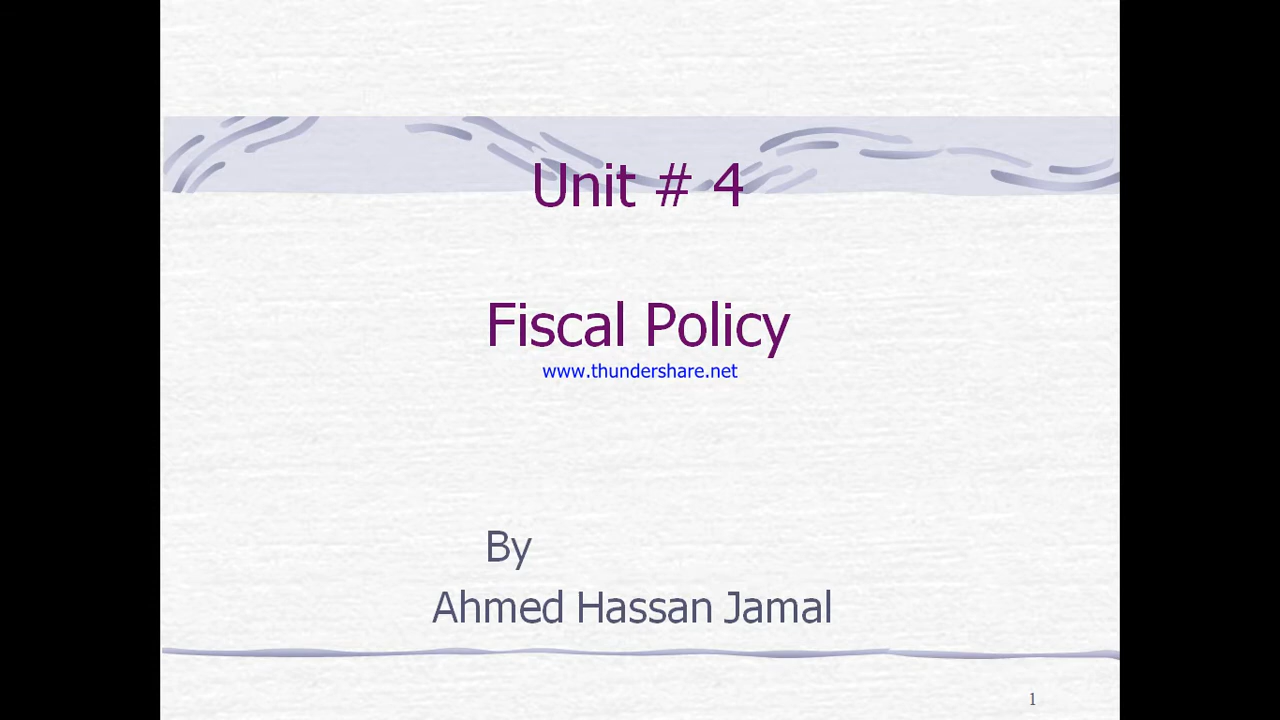 Unit # 4
Fiscal Policy
www.thundershare.net
By
Ahmed Hassan Jamal
1